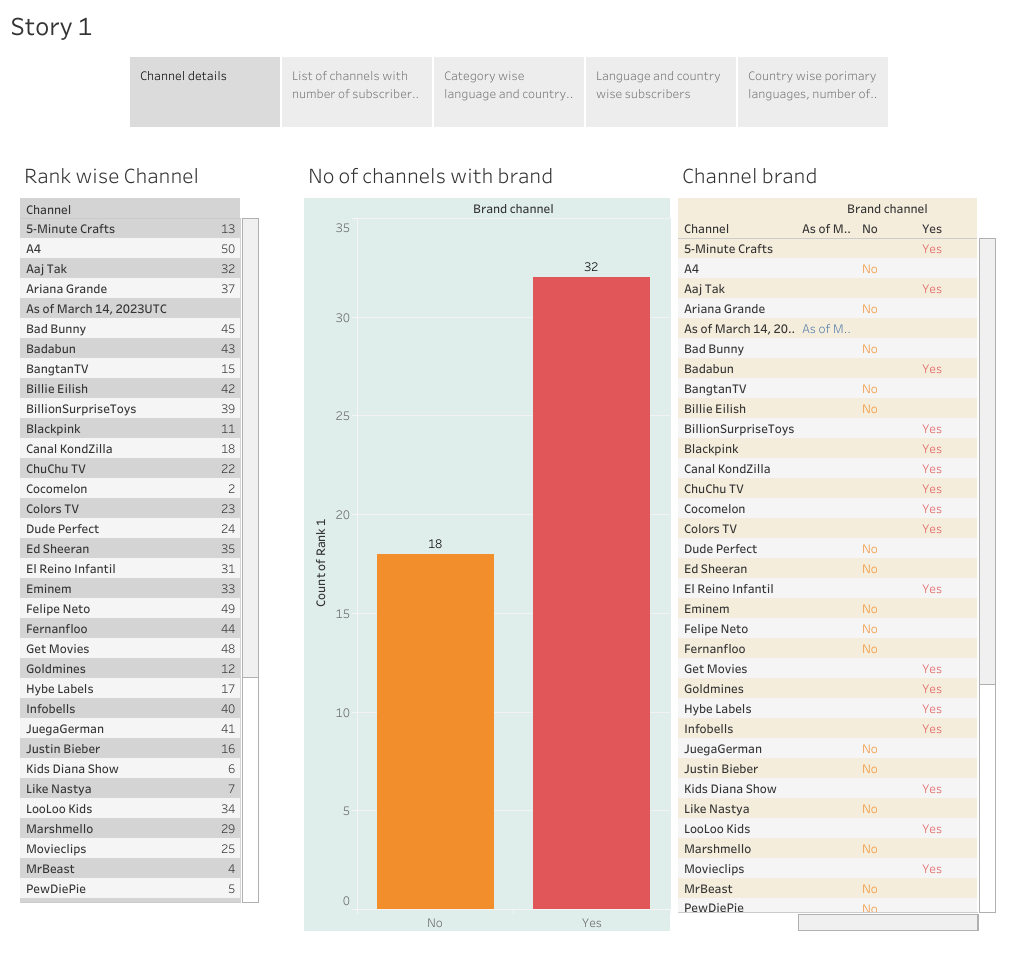 Story 1
Channel details
List of channels with
number of subscriber..
Category wise
language and country..
Language and country
wise subscribers
Country wise porimary
languages, number of..
Rank wise Channel
Channel
5-Minute Crafts 13
A4 50
Aaj Tak 32
Ariana Grande 37
As of March 14, 2023UTC
Bad Bunny 45
Badabun 43
BangtanTV 15
Billie Eilish 42
BillionSurpriseToys 39
Blackpink 11
Canal KondZilla 18
ChuChu TV 22
Cocomelon 2
Colors TV 23
Dude Perfect 24
Ed Sheeran 35
El Reino Infantil 31
Eminem 33
Felipe Neto 49
Fernanfloo 44
Get Movies 48
Goldmines 12
Hybe Labels 17
Infobells 40
JuegaGerman 41
Justin Bieber 16
Kids Diana Show 6
Like Nastya 7
LooLoo Kids 34
Marshmello 29
Movieclips 25
MrBeast 4
PewDiePie 5
No of channels with brand
Brand channel
35
30
25
20
15
10
5
0
Count of Rank 1
18
32
No
Yes
Channel brand
Brand channel
Channel As of M.. No Yes
5-Minute Crafts Yes
A4 No
Aaj Tak Yes
Ariana Grande No
As of March 14, 20.. As of M..
Bad Bunny No
Badabun Yes
BangtanTV No
Billie Eilish No
BillionSurpriseToys Yes
Blackpink Yes
Canal KondZilla Yes
ChuChu TV Yes
Cocomelon Yes
Colors TV Yes
Dude Perfect No
Ed Sheeran No
El Reino Infantil Yes
Eminem No
Felipe Neto No
Fernanfloo No
Get Movies Yes
Goldmines Yes
Hybe Labels Yes
Infobells Yes
JuegaGerman No
Justin Bieber No
Kids Diana Show Yes
Like Nastya No
LooLoo Kids Yes
Marshmello No
Movieclips Yes
MrBeast No
PewDiePie No